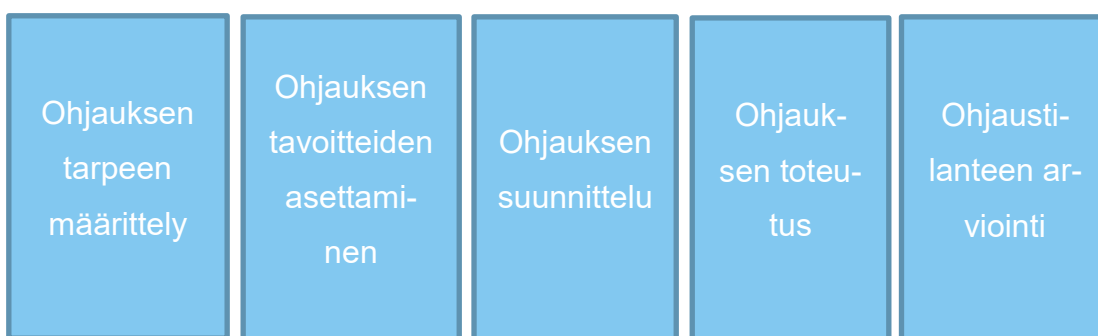 Ohjauksen
tarpeen
määrittely
Ohjauksen
tavoitteiden
asettami-
nen
Ohjauksen
suunnittelu
Ohjauk-
sen toteu-
tus
Ohjausti-
lanteen ar-
viointi